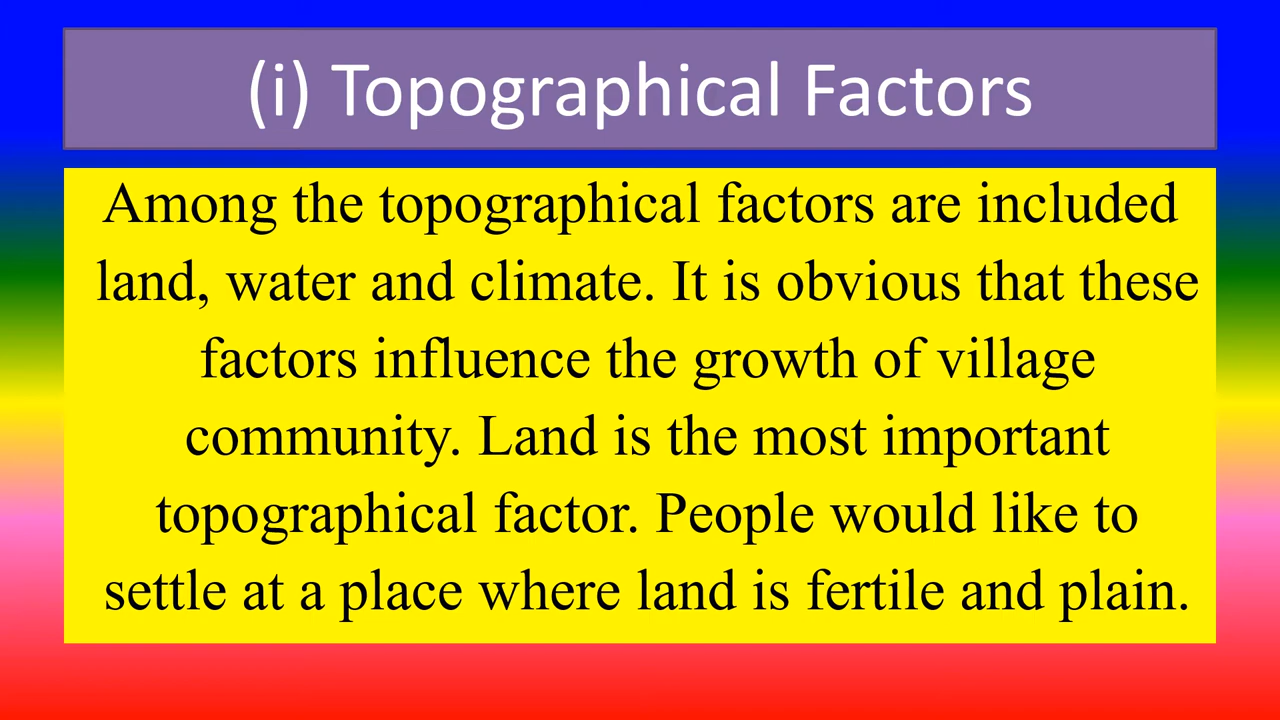 (i) Topographical Factors
Among the topographical factors are included
land, water and climate. It is obvious that these
factors influence the growth of village
community. Land is the most important
topographical factor. People would like to
settle at a place where land is fertile and plain.